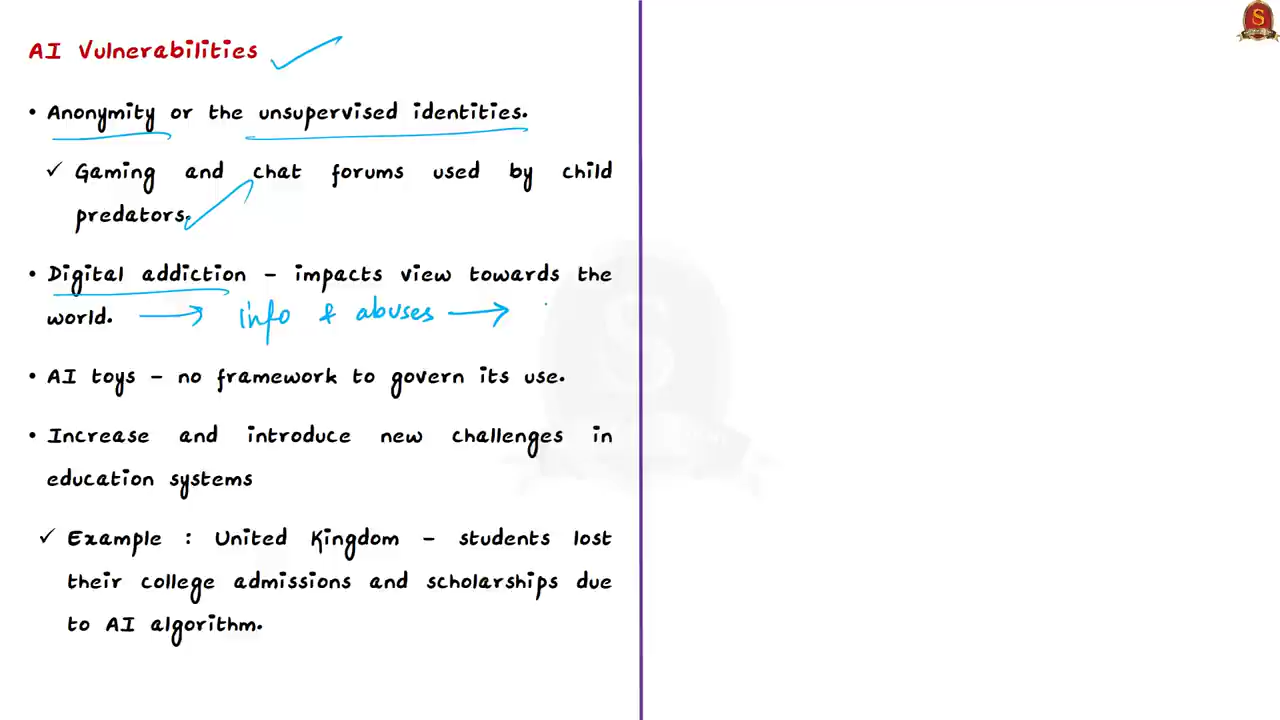 AI Vulnerabilities
• Anonymity or the unsupervised identities.
✓ Gaming and chat forums used by child
predators.
• Digital addiction – impacts view towards the
world. → info & abuses →
• AI toys – no framework to govern its use.
• Increase and introduce new challenges in
education systems
✓ Example : United Kingdom – students lost
their college admissions and scholarships due
to AI algorithm.
S